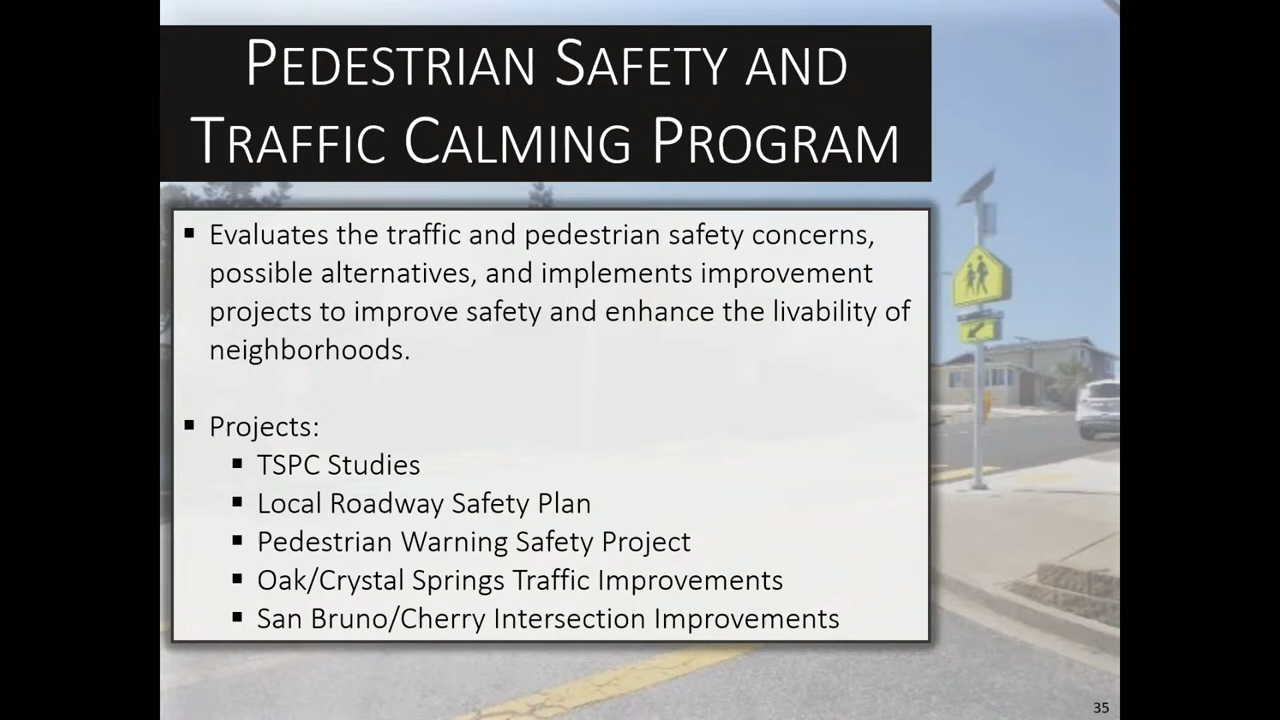 PEDESTRIAN SAFETY AND
TRAFFIC CALMING PROGRAM
▪ Evaluates the traffic and pedestrian safety concerns,
possible alternatives, and implements improvement
projects to improve safety and enhance the livability of
neighborhoods.
▪ Projects:
▪ TSPC Studies
▪ Local Roadway Safety Plan
▪ Pedestrian Warning Safety Project
▪ Oak/Crystal Springs Traffic Improvements
▪ San Bruno/Cherry Intersection Improvements
35